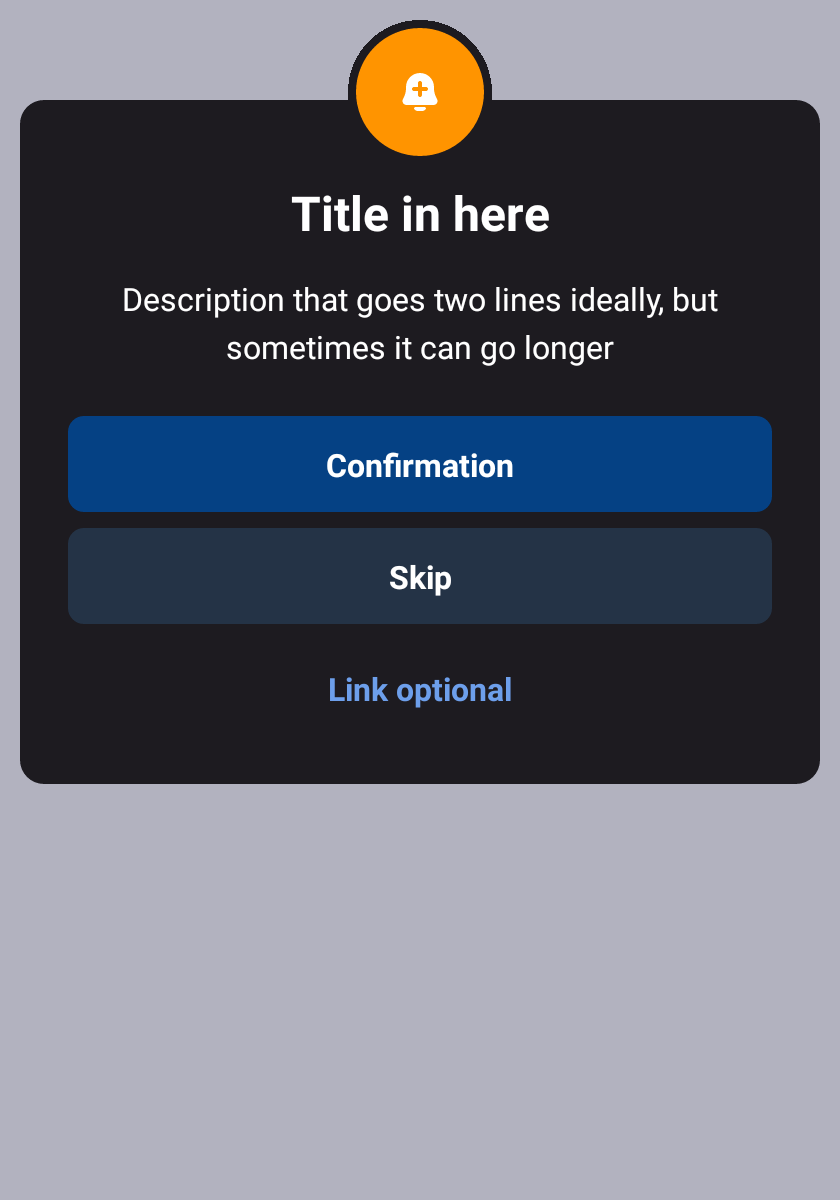 Title in here
Description that goes two lines ideally, but
sometimes it can go longer
Confirmation
Skip
Link optional